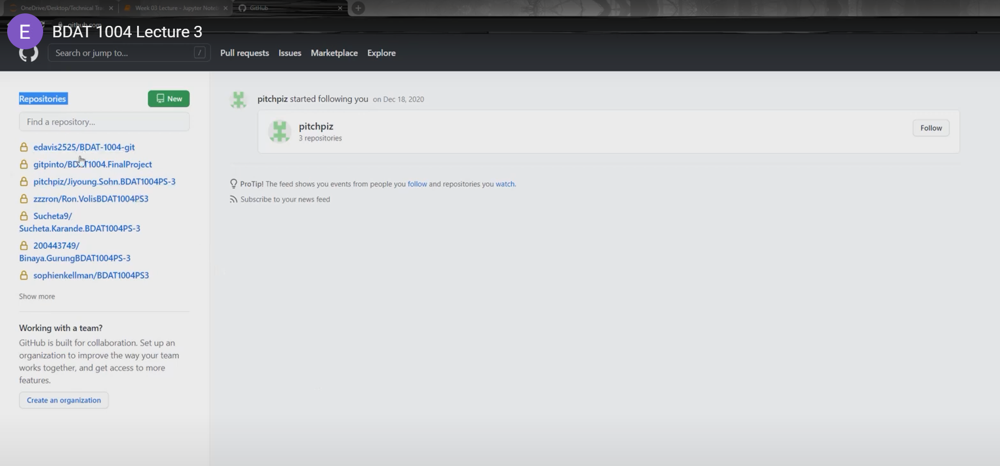 OneDrive/Desktop/Technical Tra
Week 03 Lecture - Jupyter Note
GitHub
github.com
E
BDAT 1004 Lecture 3
Search or jump to...
/
Pull requests
Issues
Marketplace
Explore
Repositories
New
Find a repository...
edavis2525/BDAT-1004-git
gitpinto/BDAT1004.FinalProject
pitchpiz/Jiyoung.Sohn.BDAT1004PS-3
zzzron/Ron.VolisBDAT1004PS3
Sucheta9/
Sucheta.Karande.BDAT1004PS-3
200443749/
Binaya.GurungBDAT1004PS-3
sophienkellman/BDAT1004PS3
Show more
Working with a team?
GitHub is built for collaboration. Set up an
organization to improve the way your team
works together, and get access to more
features.
Create an organization
pitchpiz started following you on Dec 18, 2020
pitchpiz
3 repositories
Follow
ProTip! The feed shows you events from people you follow and repositories you watch.
Subscribe to your news feed